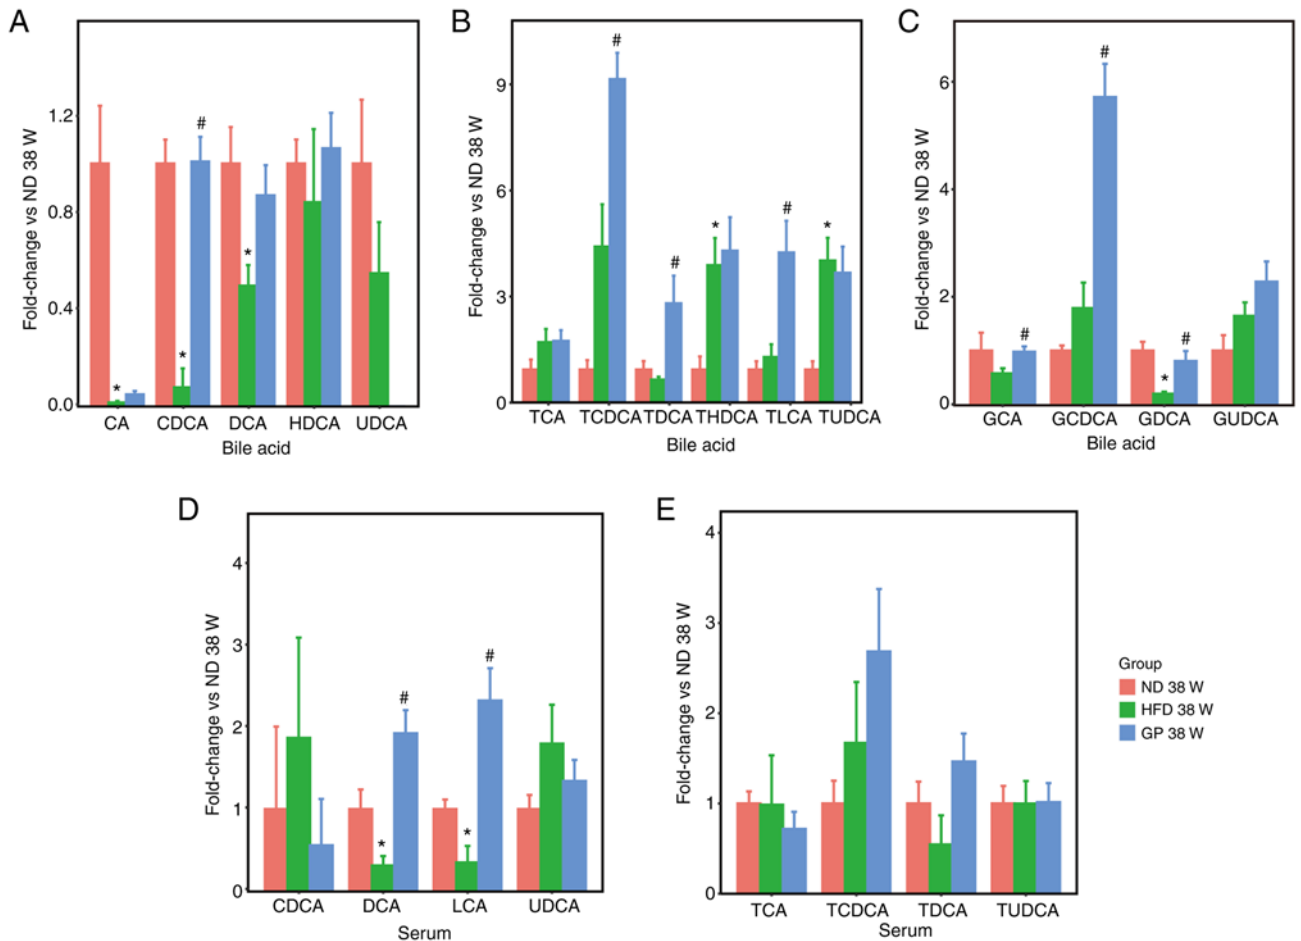 A
Fold-change vs ND 38 W
1.2
0.8
0.4
0.0
*
*
#
*
CA CDCA DCA HDCA UDCA
Bile acid
B
Fold-change vs ND 38 W
9
6
3
0
#
#
*
#
*
TCA TCDCA TDCA THDCA TLCA TUDCA
Bile acid
C
Fold-change vs ND 38 W
6
4
2
0
#
#
*
#
GCA GCDCA GDCA GUDCA
Bile acid
D
Fold-change vs ND 38 W
4
3
2
1
0
*
#
*
#
CDCA DCA LCA UDCA
Serum
E
Fold-change vs ND 38 W
4
3
2
1
0
TCA TCDCA TDCA TUDCA
Serum
Group
ND 38 W
HFD 38 W
GP 38 W